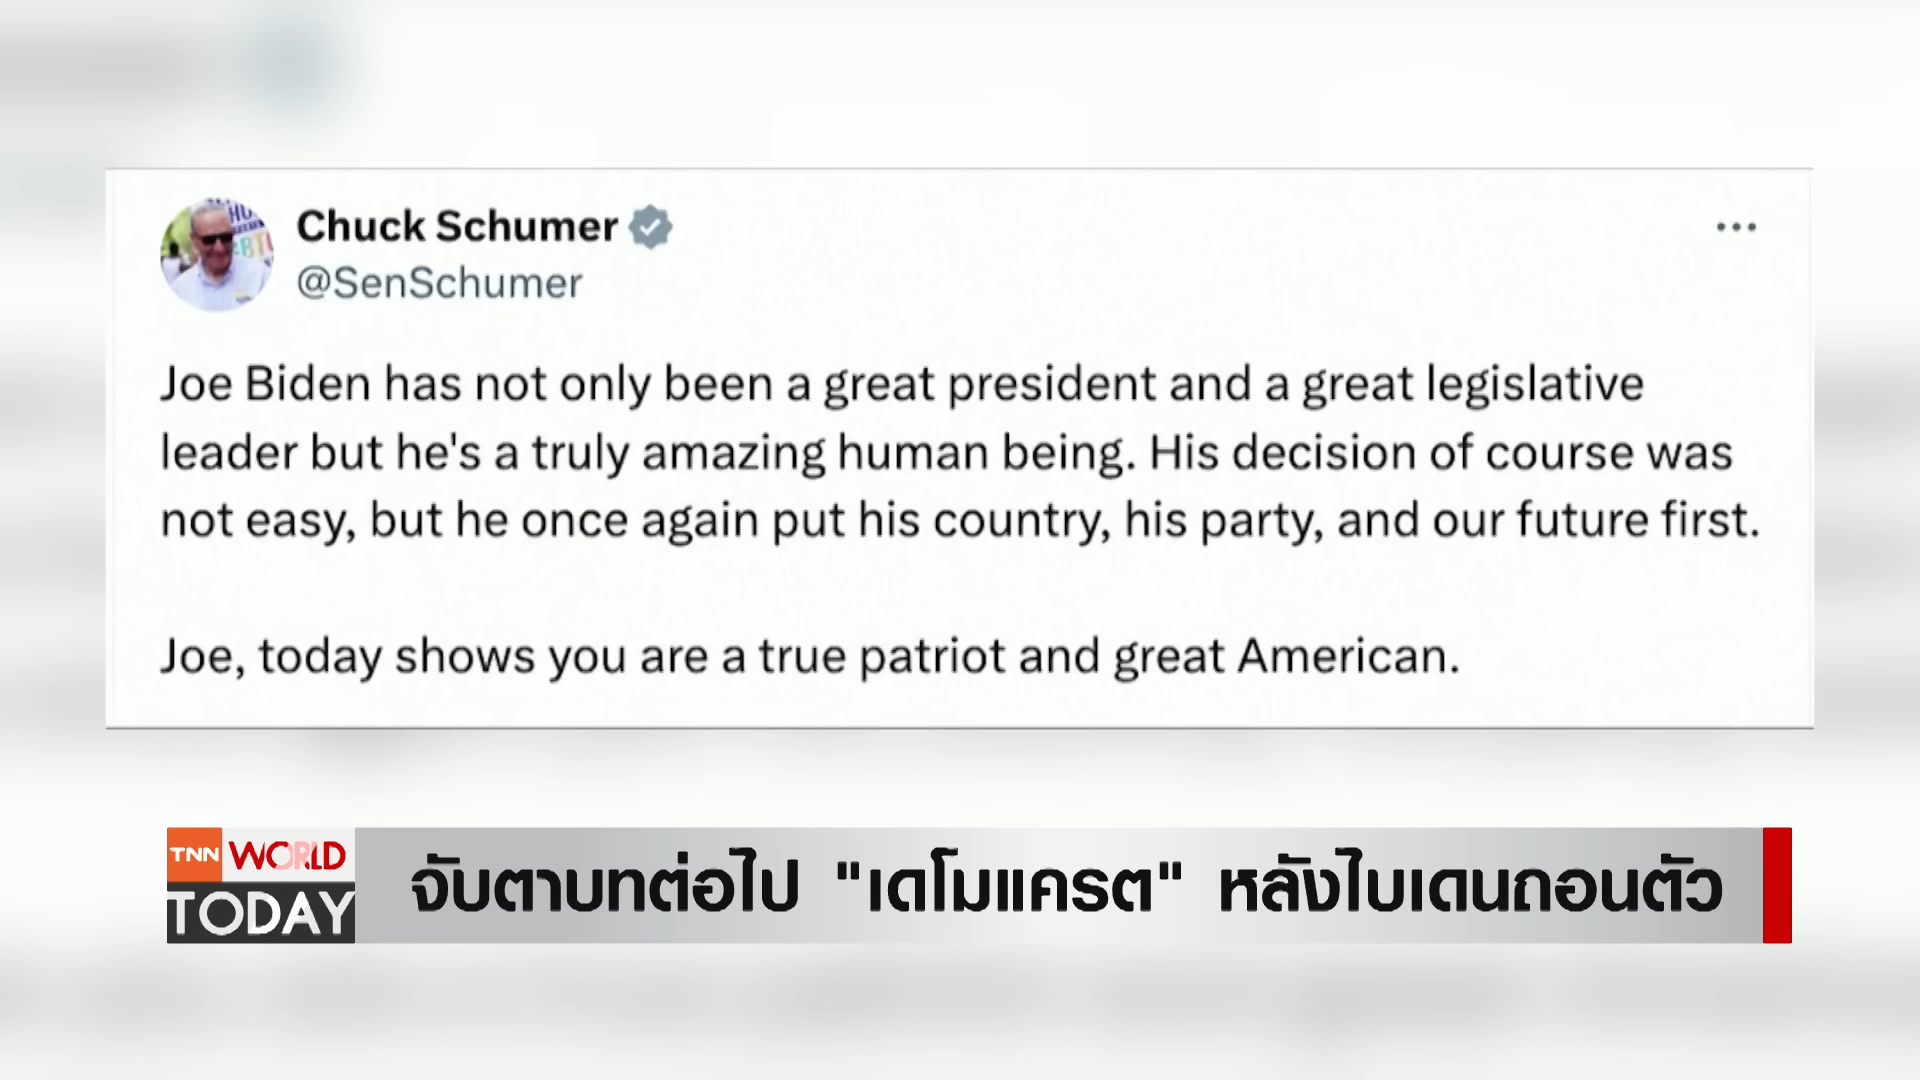 Chuck Schumer
@SenSchumer
Joe Biden has not only been a great president and a great legislative
leader but he's a truly amazing human being. His decision of course was
not easy, but he once again put his country, his party, and our future first.
Joe, today shows you are a true patriot and great American.
TNN WORLD
TODAY
จับตาบทต่อไป "เดโมแครต" หลังไบเดนถอนตัว